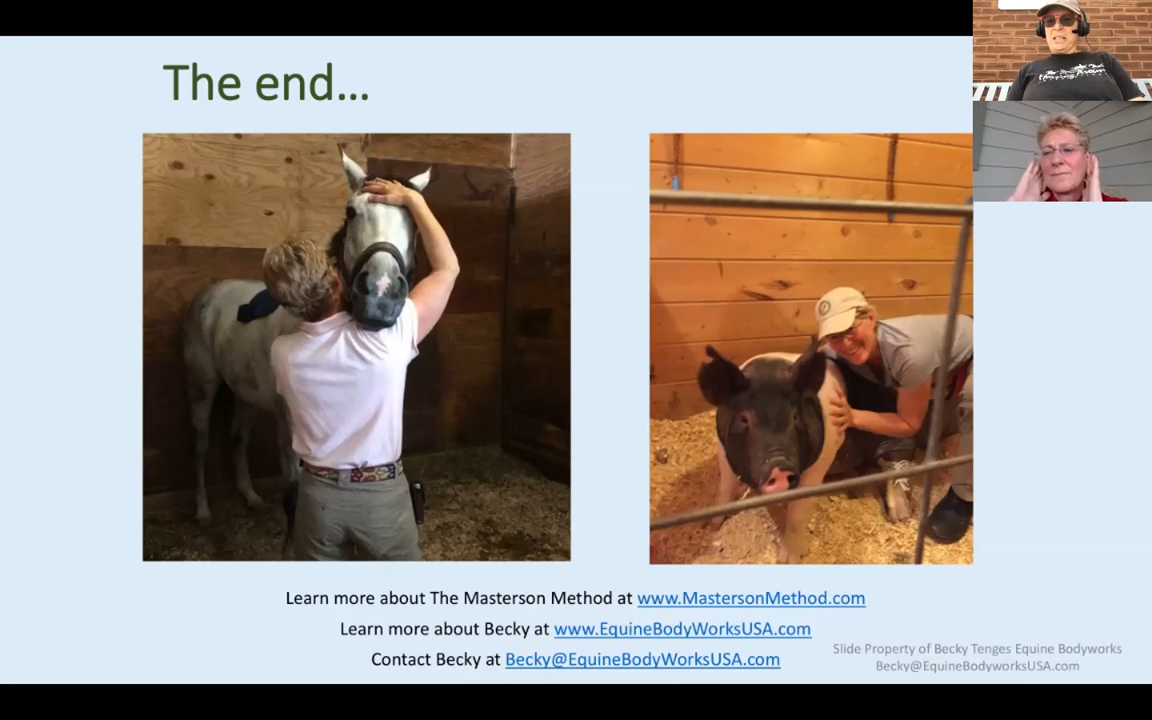 The end...
Learn more about The Masterson Method at www.MastersonMethod.com
Learn more about Becky at www.EquineBodyWorksUSA.com
Contact Becky at Becky@EquineBodyWorksUSA.com
Slide Property of Becky Tenges Equine Bodyworks
Becky@EquineBodyworksUSA.com